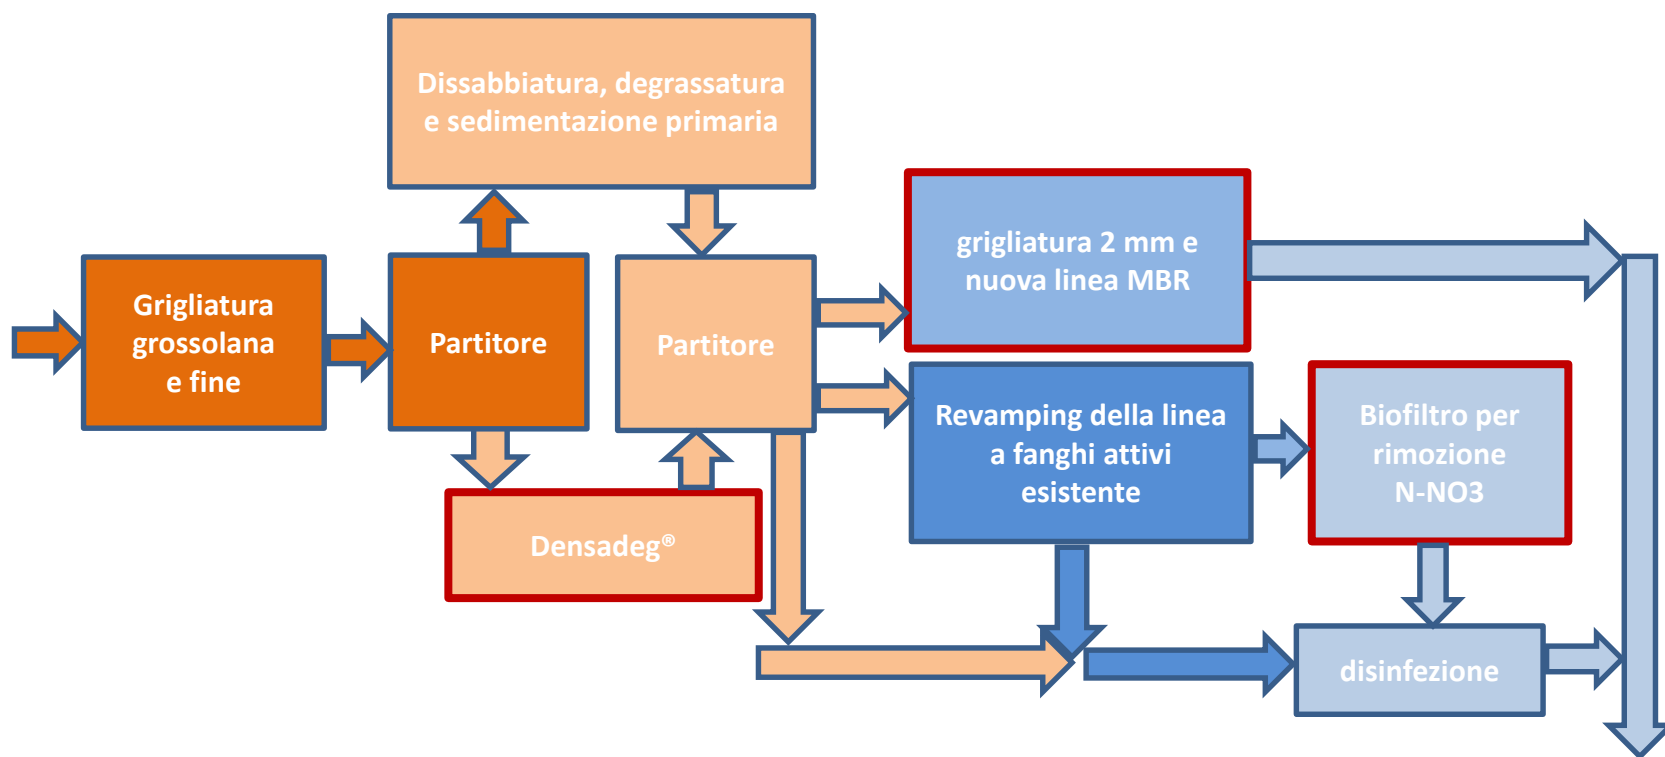 Dissabbiatura, degrassatura
e sedimentazione primaria
Grigliatura
grossolana
e fine
Partitore
Partitore
Densadeg®
grigliatura 2 mm e
nuova linea MBR
Revamping della linea
a fanghi attivi
esistente
Biofiltro per
rimozione
N-NO3
disinfezione